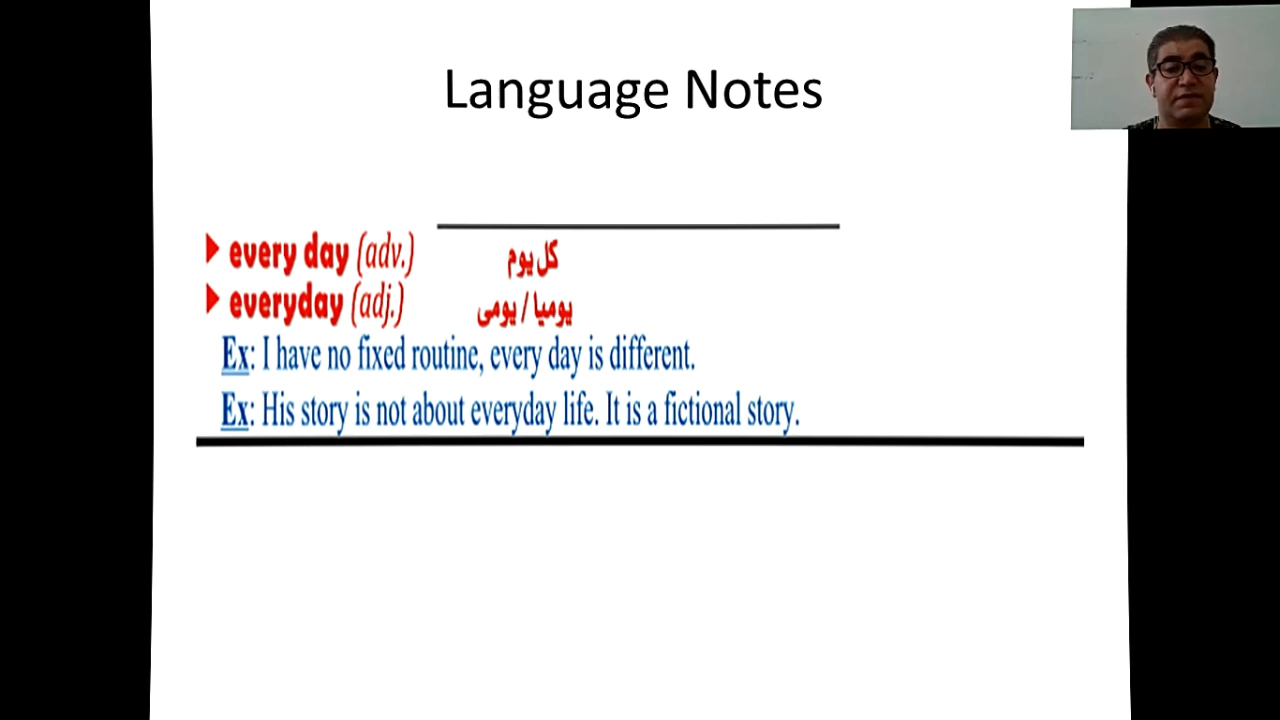 Language Notes
every day (adv.) كل يوم
everyday (adj.) يوميا / يومى
Ex: I have no fixed routine, every day is different.
Ex: His story is not about everyday life. It is a fictional story.